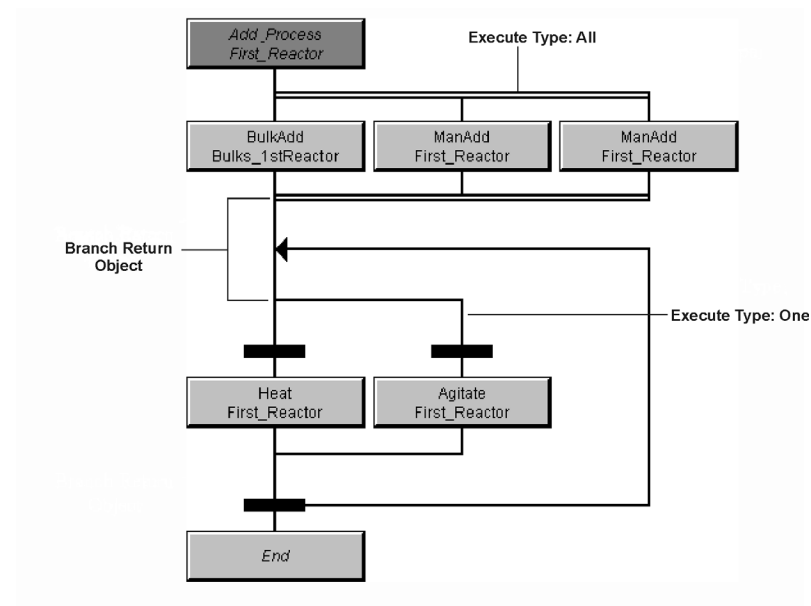 Add_Process
First_Reactor
Execute Type: All
BulkAdd
Bulks_1stReactor
ManAdd
First_Reactor
ManAdd
First_Reactor
Branch Return
Object
Execute Type: One
Heat
First_Reactor
Agitate
First_Reactor
End